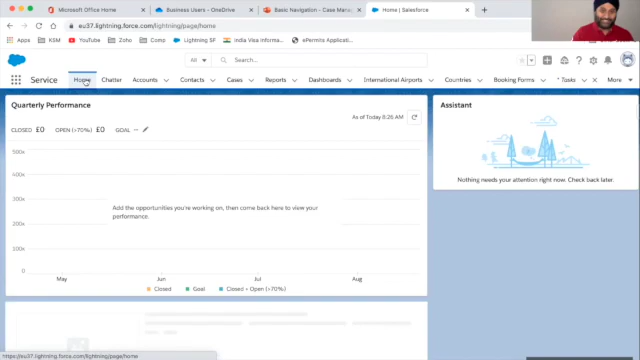 Microsoft Office Home
Business Users - OneDrive
Basic Navigation - Case Mana
Home | Salesforce
eu37.lightning.force.com/lightning/page/home
Apps
KSM
YouTube
Zoho
Lightning SF
India Visa Informa...
ePermits Applicat...
All
Search...
Service
Home
Chatter
Accounts
Contacts
Cases
Reports
Dashboards
International Airports
Countries
Booking Forms
* Tasks
More
Quarterly Performance
As of Today 8:26 AM
CLOSED £0 OPEN (>70%) £0 GOAL --
500k
400k
300k
200k
100k
0
Add the opportunities you're working on, then come back here to view your
performance.
May
Jun
Jul
Aug
Closed
Goal
Closed + Open (>70%)
Assistant
Nothing needs your attention right now. Check back later.
https://eu37.lightning.force.com/lightning/page/home